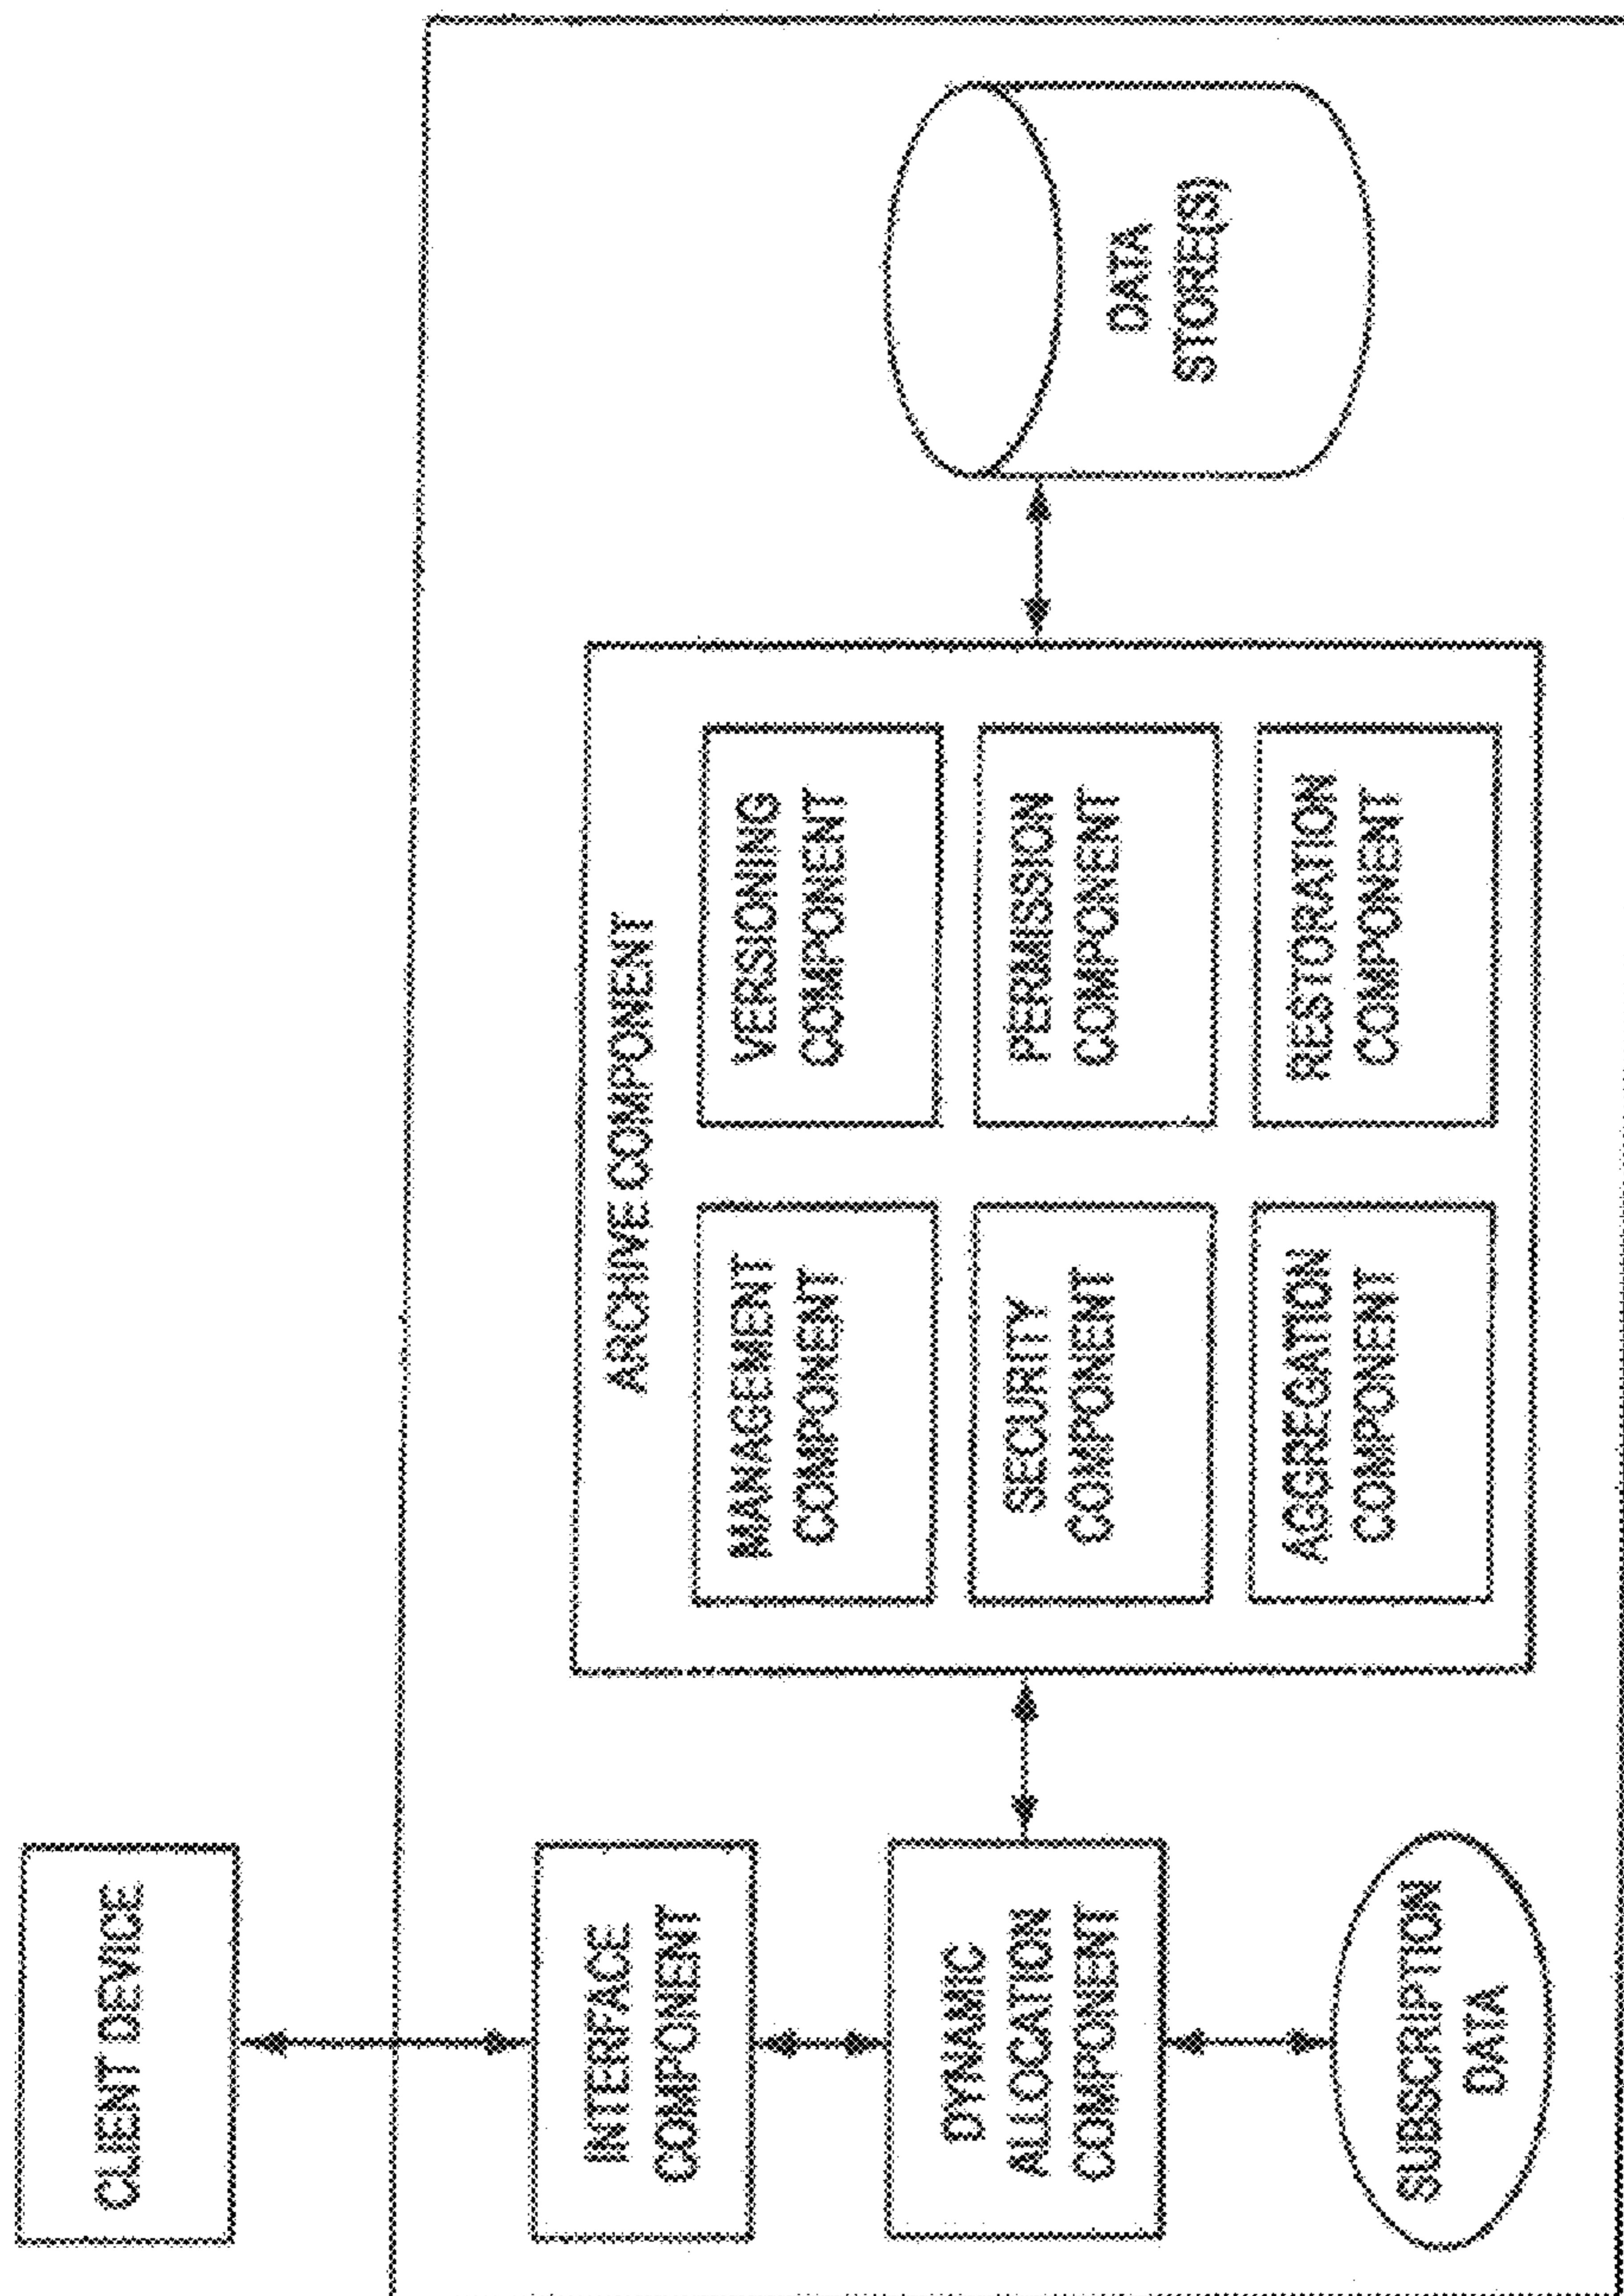 CLIENT DEVICE
INTERFACE
COMPONENT
DYNAMIC
ALLOCATION
COMPONENT
SUBSCRIPTION
DATA
ARCHIVE COMPONENT
MANAGEMENT
COMPONENT
VERSIONING
COMPONENT
SECURITY
COMPONENT
PERMISSION
COMPONENT
AGGREGATION
COMPONENT
RESTORATION
COMPONENT
DATA
STORE(S)